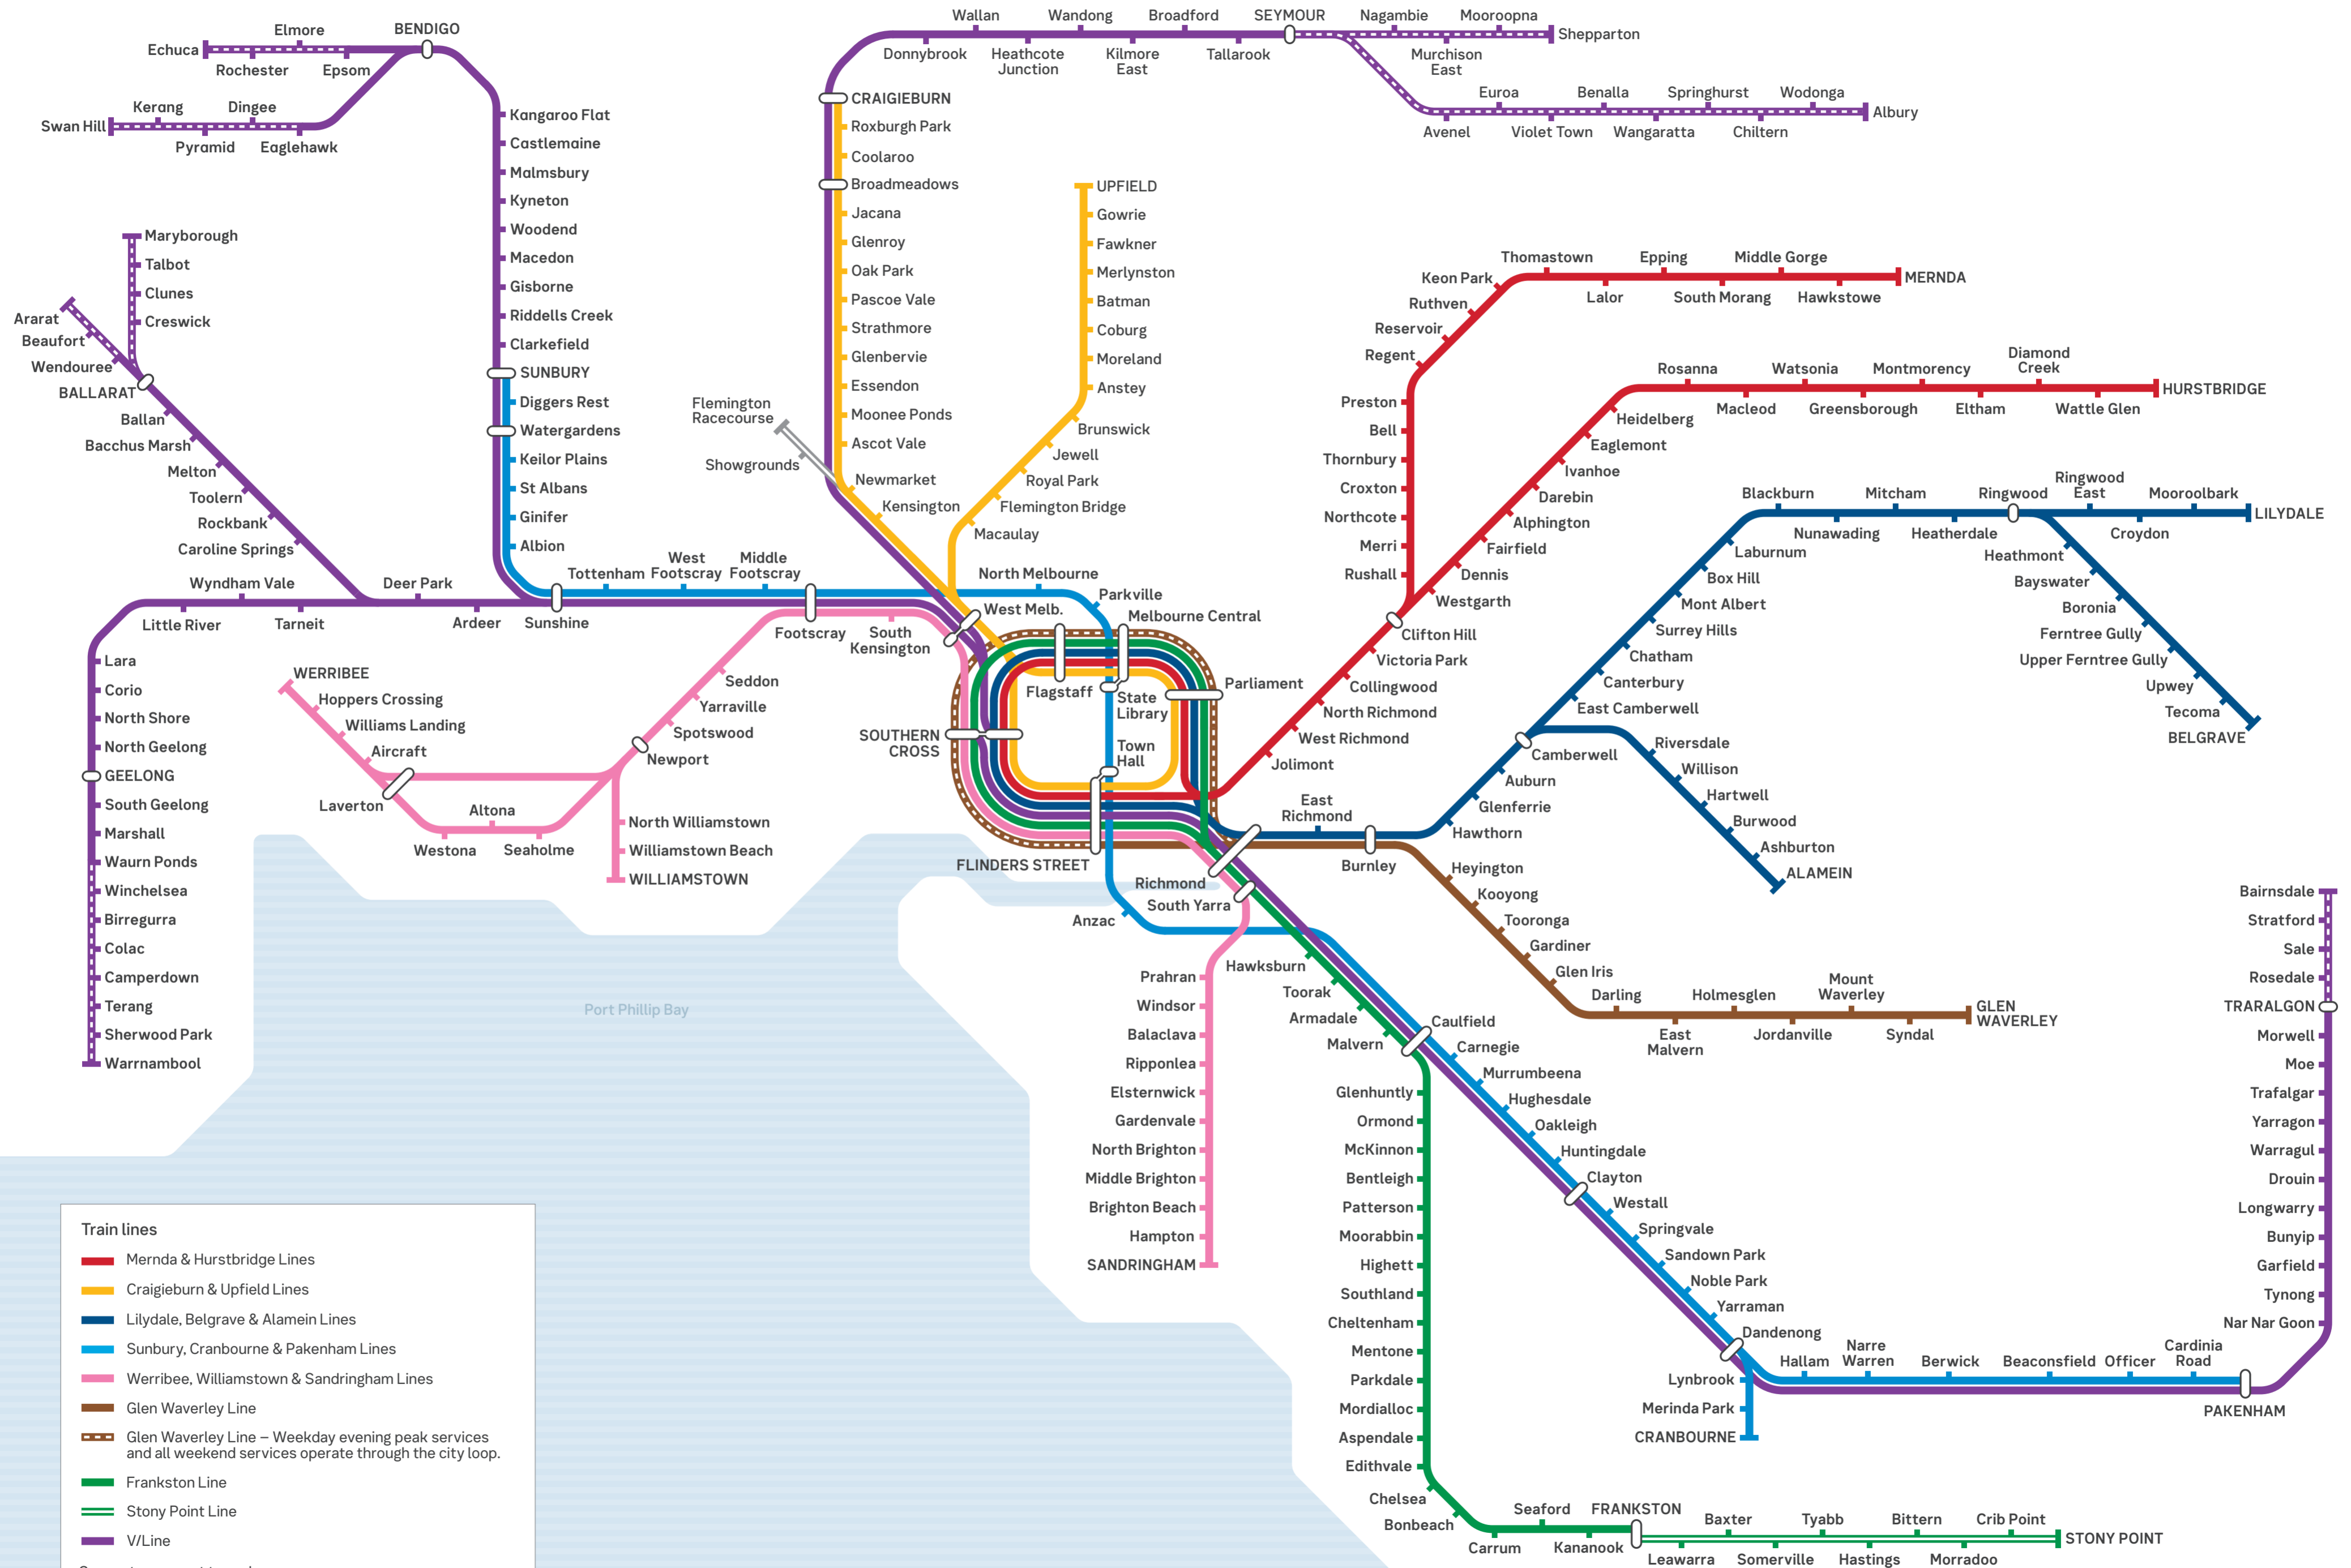 Echuca
Elmore
Rochester
Epsom
BENDIGO
Kerang
Dingee
Swan Hill
Pyramid
Eaglehawk
Kangaroo Flat
Castlemaine
Malmsbury
Kyneton
Woodend
Macedon
Gisborne
Riddells Creek
Clarkefield
SUNBURY
Diggers Rest
Watergardens
Keilor Plains
St Albans
Ginifer
Albion
Maryborough
Talbot
Clunes
Creswick
Ararat
Beaufort
Wendouree
BALLARAT
Ballan
Bacchus Marsh
Melton
Toolern
Rockbank
Caroline Springs
Wyndham Vale
Deer Park
Little River
Tarneit
Ardeer
Sunshine
Lara
Corio
North Shore
North Geelong
GEELONG
South Geelong
Marshall
Waurn Ponds
Winchelsea
Birregurra
Colac
Camperdown
Terang
Sherwood Park
Warrnambool
Wallan
Wandong
Broadford
SEYMOUR
Nagambie
Mooroopna
Shepparton
Donnybrook
Heathcote
Junction
Kilmore
East
Tallarook
Murchison
East
Euroa
Benalla
Springhurst
Wodonga
Albury
Avenel
Violet Town
Wangaratta
Chiltern
CRAIGIEBURN
Roxburgh Park
Coolaroo
Broadmeadows
Jacana
Glenroy
Oak Park
Pascoe Vale
Strathmore
Glenbervie
Essendon
Moonee Ponds
Ascot Vale
Newmarket
Kensington
Flemington
Racecourse
Showgrounds
UPFIELD
Gowrie
Fawkner
Merlynston
Batman
Coburg
Moreland
Anstey
Brunswick
Jewell
Royal Park
Flemington Bridge
Macaulay
Tottenham
West
Footscray
Middle
Footscray
North Melbourne
Parkville
Footscray
South
Kensington
West Melb.
Melbourne Central
Flagstaff
State
Library
Parliament
SOUTHERN
CROSS
Town
Hall
FLINDERS STREET
Richmond
South Yarra
Anzac
WERRIBEE
Hoppers Crossing
Williams Landing
Aircraft
Laverton
Westona
Altona
Seaholme
Seddon
Yarraville
Spotswood
Newport
North Williamstown
Williamstown Beach
WILLIAMSTOWN
Thomastown
Epping
Middle Gorge
MERNDA
Keon Park
Lalor
South Morang
Hawkstowe
Ruthven
Reservoir
Regent
Preston
Bell
Thornbury
Croxton
Northcote
Merri
Rushall
Rosanna
Watsonia
Montmorency
Diamond
Creek
HURSTBRIDGE
Macleod
Greensborough
Eltham
Wattle Glen
Heidelberg
Eaglemont
Ivanhoe
Darebin
Alphington
Fairfield
Dennis
Westgarth
Clifton Hill
Victoria Park
Collingwood
North Richmond
West Richmond
Jolimont
Blackburn
Mitcham
Ringwood
Ringwood
East
Mooroolbark
LILYDALE
Nunawading
Heatherdale
Croydon
Laburnum
Box Hill
Mont Albert
Surrey Hills
Chatham
Canterbury
East Camberwell
Camberwell
Auburn
Glenferrie
Hawthorn
Heathmont
Bayswater
Boronia
Ferntree Gully
Upper Ferntree Gully
Upwey
Tecoma
BELGRAVE
Riversdale
Willison
Hartwell
Burwood
Ashburton
ALAMEIN
East
Richmond
Burnley
Heyington
Kooyong
Tooronga
Gardiner
Glen Iris
Darling
Holmesglen
Mount
Waverley
GLEN
WAVERLEY
East
Malvern
Jordanville
Syndal
Prahran
Windsor
Balaclava
Ripponlea
Elsternwick
Gardenvale
North Brighton
Middle Brighton
Brighton Beach
Hampton
SANDRINGHAM
Hawksburn
Toorak
Armadale
Malvern
Caulfield
Carnegie
Murrumbeena
Hughesdale
Oakleigh
Huntingdale
Clayton
Westall
Springvale
Sandown Park
Noble Park
Yarraman
Dandenong
Hallam
Narre
Warren
Berwick
Beaconsfield
Officer
Cardinia
Road
PAKENHAM
Lynbrook
Merinda Park
CRANBOURNE
Glenhuntly
Ormond
McKinnon
Bentleigh
Patterson
Moorabbin
Highett
Southland
Cheltenham
Mentone
Parkdale
Mordialloc
Aspendale
Edithvale
Chelsea
Bonbeach
Carrum
Seaford
Kananook
FRANKSTON
Baxter
Tyabb
Bittern
Crib Point
STONY POINT
Leawarra
Somerville
Hastings
Morradoo
Bairnsdale
Stratford
Sale
Rosedale
TRARALGON
Morwell
Moe
Trafalgar
Yarragon
Warragul
Drouin
Longwarry
Bunyip
Garfield
Tynong
Nar Nar Goon
Port Phillip Bay
Train lines
Mernda & Hurstbridge Lines
Craigieburn & Upfield Lines
Lilydale, Belgrave & Alamein Lines
Sunbury, Cranbourne & Pakenham Lines
Werribee, Williamstown & Sandringham Lines
Glen Waverley Line
Glen Waverley Line – Weekday evening peak services
and all weekend services operate through the city loop.
Frankston Line
Stony Point Line
V/Line